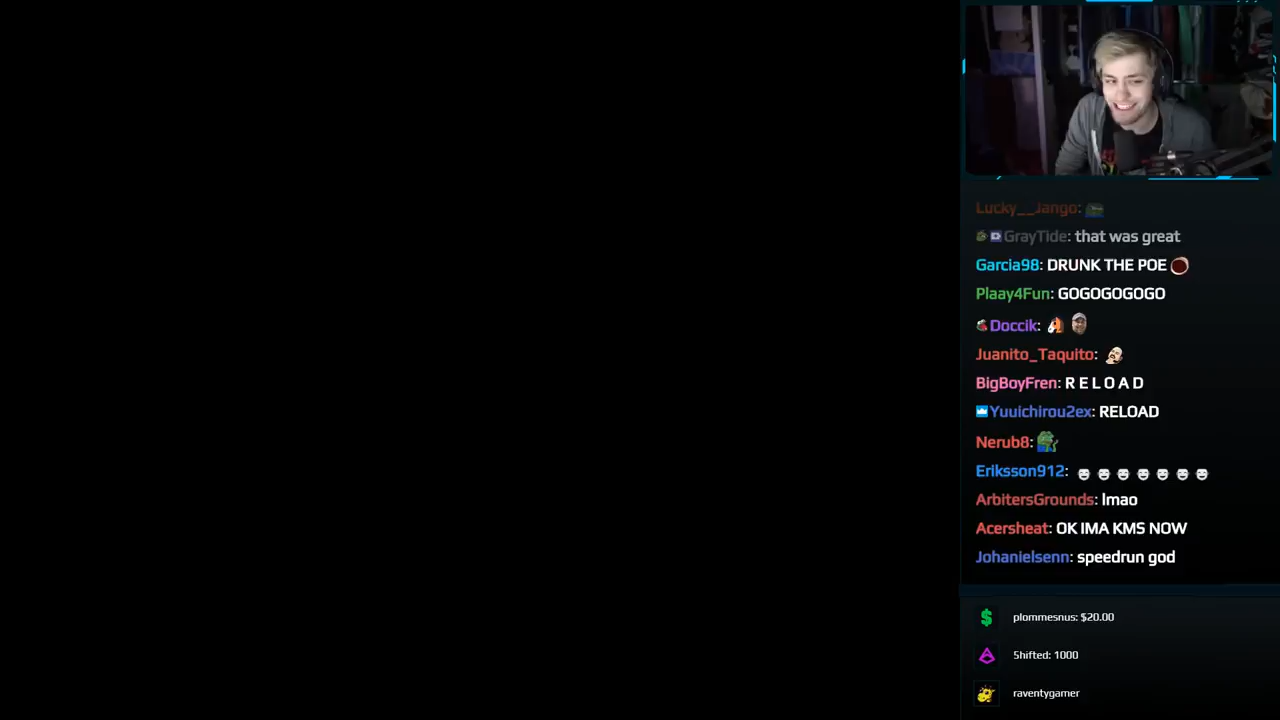 Lucky__Jango:
GrayTide: that was great
Garcia98: DRUNK THE POE
Plaay4Fun: GOGOGOGOGO
Doccik:
Juanito_Taquito:
BigBoyFren: R E L O A D
Yuuichirou2ex: RELOAD
Nerub8:
Eriksson912:
ArbitersGrounds: lmao
Acersheat: OK IMA KMS NOW
Johanielsenn: speedrun god
plommesnus: $20.00
5hifted: 1000
raventygamer